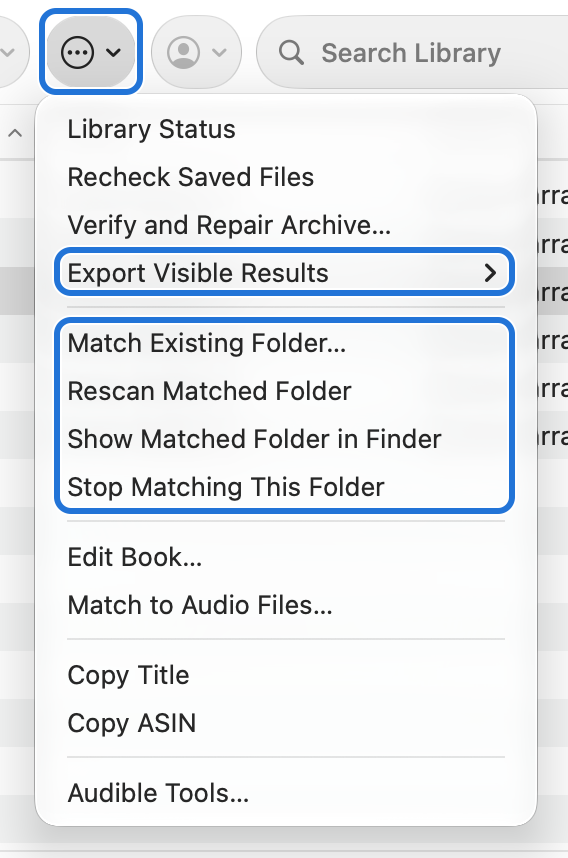 Search Library
Library Status
Recheck Saved Files
Verify and Repair Archive...
Export Visible Results
Match Existing Folder...
Rescan Matched Folder
Show Matched Folder in Finder
Stop Matching This Folder
Edit Book...
Match to Audio Files...
Copy Title
Copy ASIN
Audible Tools...